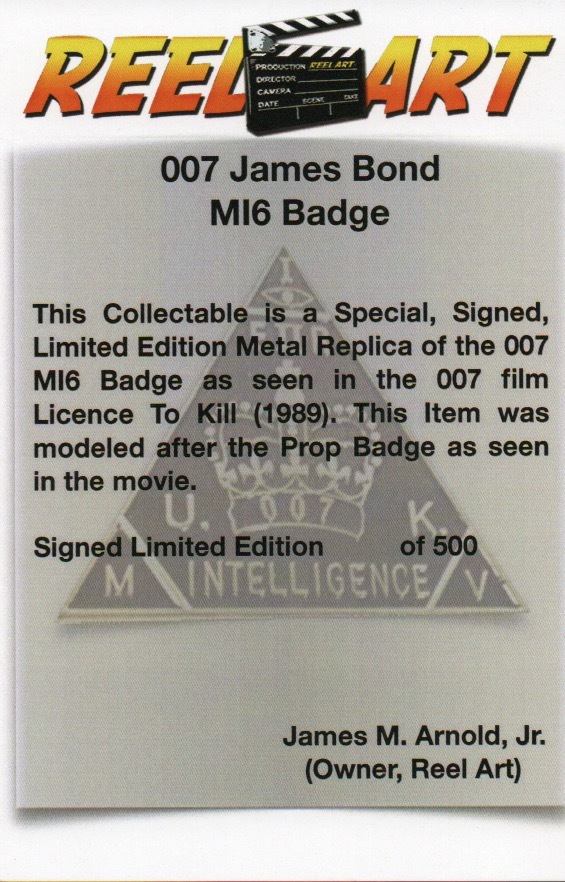 REEL ART
PRODUCTION REEL ART
DIRECTOR
CAMERA
DATE SCENE TAKE
007 James Bond
MI6 Badge
This Collectable is a Special, Signed,
Limited Edition Metal Replica of the 007
MI6 Badge as seen in the 007 film
Licence To Kill (1989). This Item was
modeled after the Prop Badge as seen
in the movie.
Signed Limited Edition of 500
I
E II R
007
U. K.
M INTELLIGENCE V
James M. Arnold, Jr.
(Owner, Reel Art)